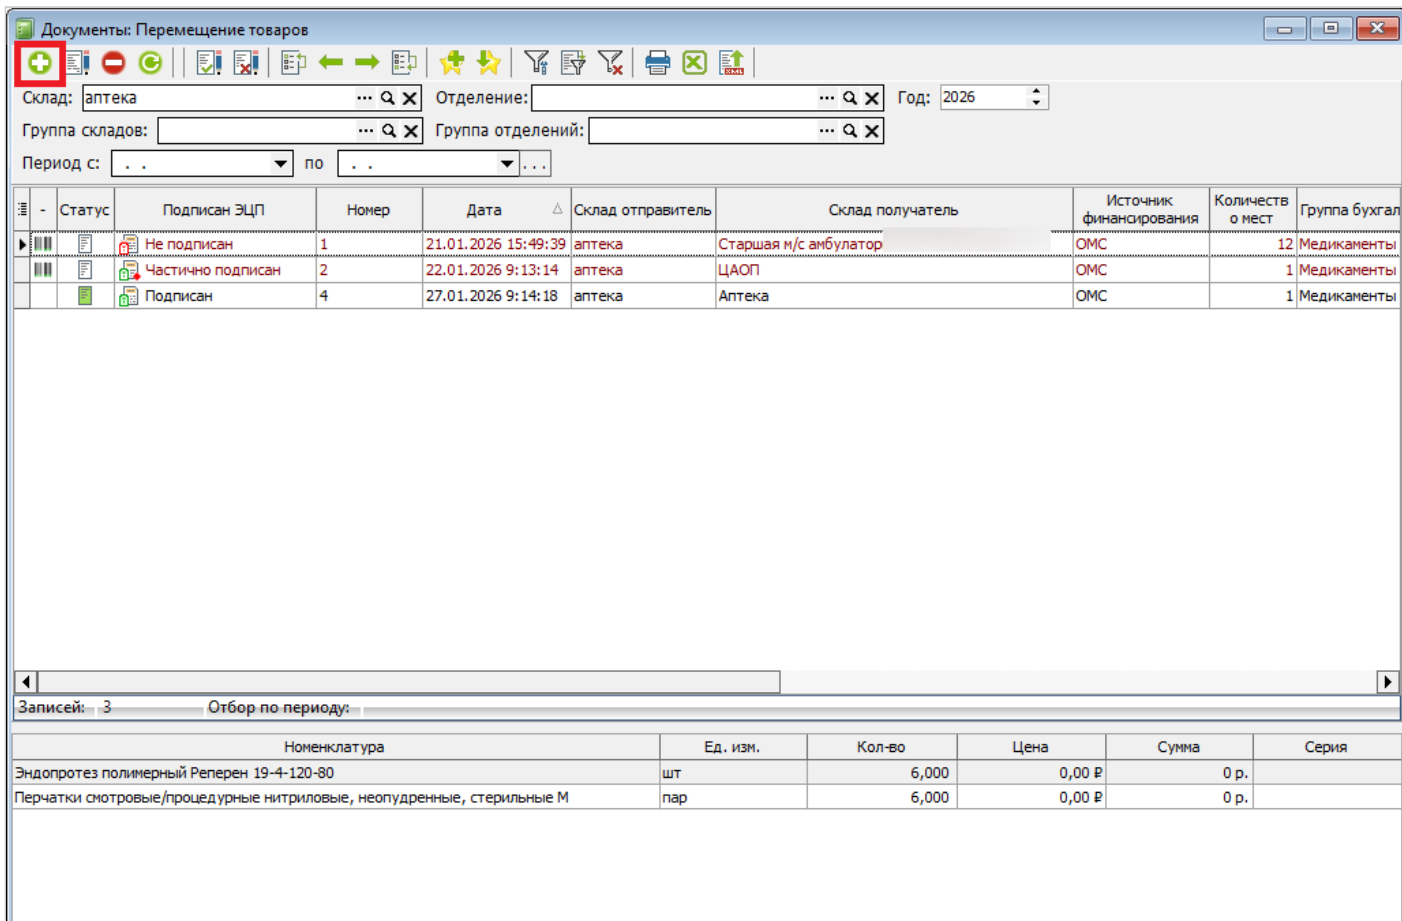 Документы: Перемещение товаров
XML
Склад: аптека ... Отделение: ... Год: 2026
Группа складов: ... Группа отделений: ...
Период с: . . по . . ...
- Статус Подписан ЭЦП Номер Дата Склад отправитель Склад получатель Источник финансирования Количеств о мест Группа бухгал
Не подписан 1 21.01.2026 15:49:39 аптека Старшая м/с амбулатор ОМС 12 Медикаменты
Частично подписан 2 22.01.2026 9:13:14 аптека ЦАОП ОМС 1 Медикаменты
Подписан 4 27.01.2026 9:14:18 аптека Аптека ОМС 1 Медикаменты
Записей: 3 Отбор по периоду:
Номенклатура Ед. изм. Кол-во Цена Сумма Серия
Эндопротез полимерный Реперен 19-4-120-80 шт 6,000 0,00 ₽ 0 р.
Перчатки смотровые/процедурные нитриловые, неопудренные, стерильные М пар 6,000 0,00 ₽ 0 р.